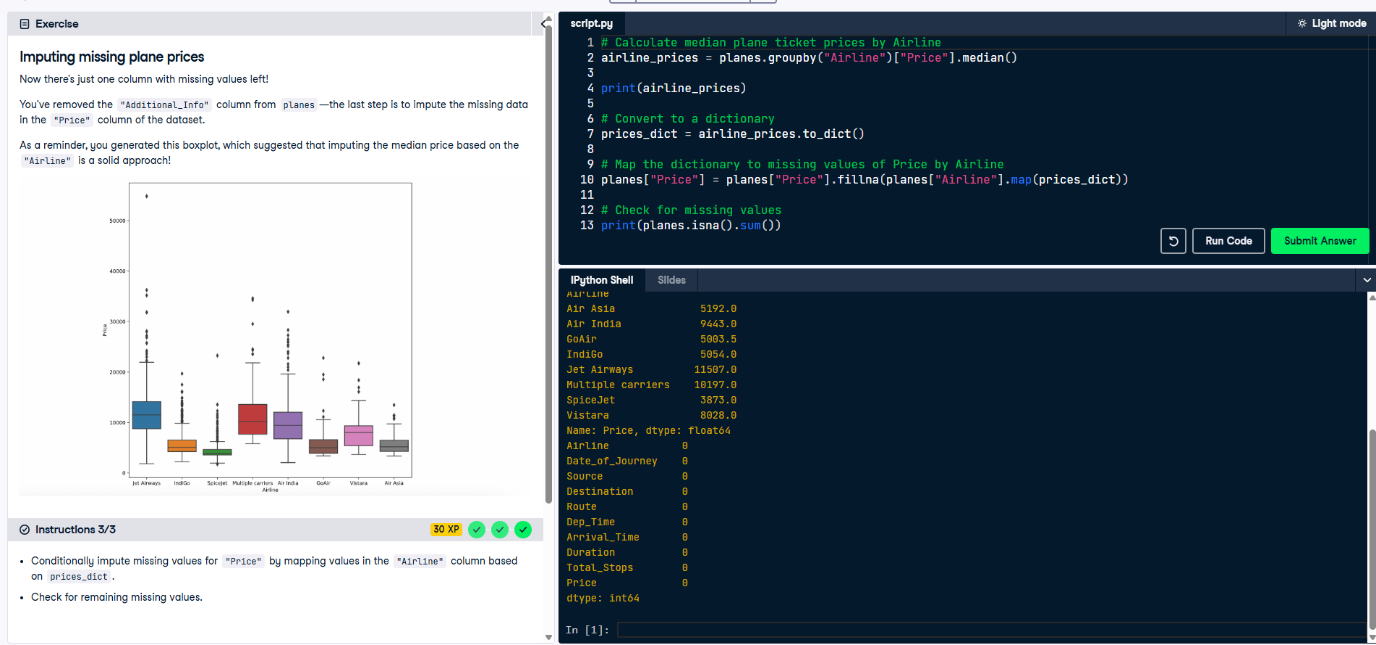 Exercise
Imputing missing plane prices
Now there's just one column with missing values left!
You've removed the "Additional_Info" column from planes —the last step is to impute the missing data
in the "Price" column of the dataset.
As a reminder, you generated this boxplot, which suggested that imputing the median price based on the
"Airline" is a solid approach!
50000
40000
30000
20000
10000
0
Price
Jet Airways IndiGo SpiceJet Multiple carriers Air India GoAir Vistara Air Asia
Airline
Instructions 3/3
30 XP
Conditionally impute missing values for "Price" by mapping values in the "Airline" column based
on prices_dict .
Check for remaining missing values.
script.py
Light mode
1 # Calculate median plane ticket prices by Airline
2 airline_prices = planes.groupby("Airline")["Price"].median()
3
4 print(airline_prices)
5
6 # Convert to a dictionary
7 prices_dict = airline_prices.to_dict()
8
9 # Map the dictionary to missing values of Price by Airline
10 planes["Price"] = planes["Price"].fillna(planes["Airline"].map(prices_dict))
11
12 # Check for missing values
13 print(planes.isna().sum())
Run Code
Submit Answer
IPython Shell
Slides
Airline
Air Asia 5192.0
Air India 9443.0
GoAir 5003.5
IndiGo 5054.0
Jet Airways 11507.0
Multiple carriers 10197.0
SpiceJet 3873.0
Vistara 8028.0
Name: Price, dtype: float64
Airline 0
Date_of_Journey 0
Source 0
Destination 0
Route 0
Dep_Time 0
Arrival_Time 0
Duration 0
Total_Stops 0
Price 0
dtype: int64
In [1]: